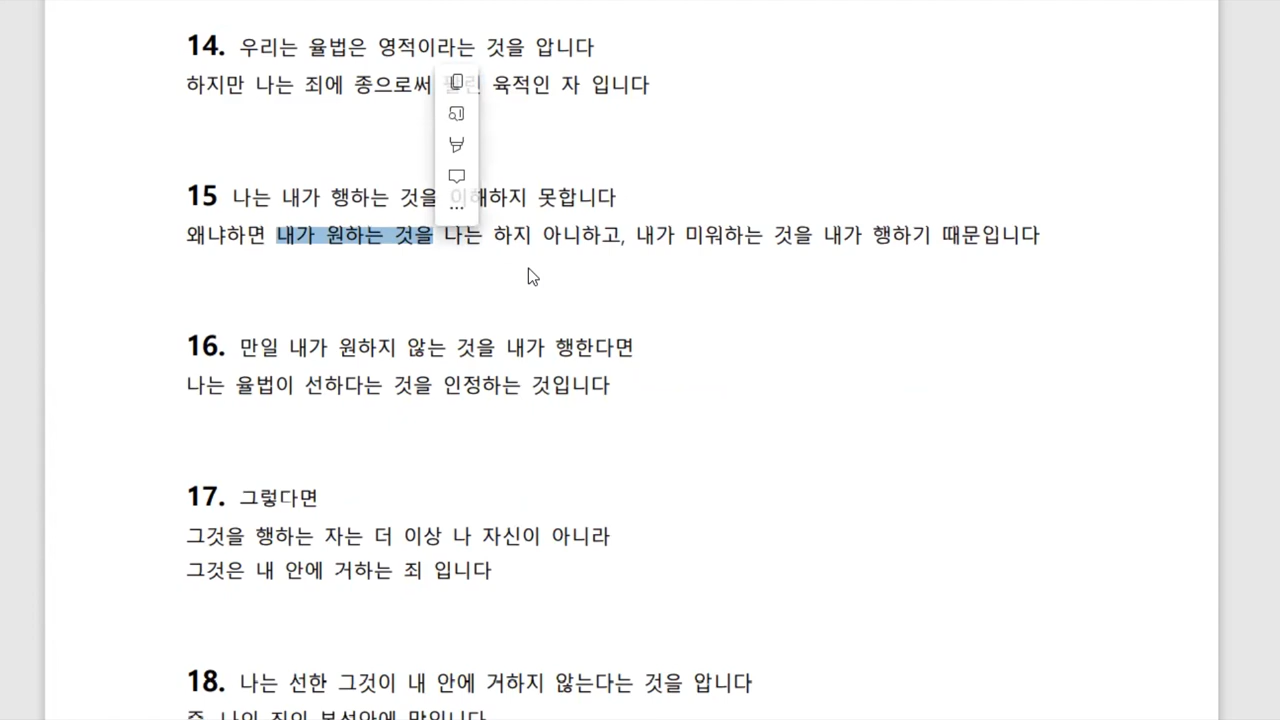 14. 우리는 율법은 영적이라는 것을 압니다
하지만 나는 죄에 종으로써 팔린 육적인 자 입니다
15 나는 내가 행하는 것을 이해하지 못합니다
왜냐하면 내가 원하는 것을 나는 하지 아니하고, 내가 미워하는 것을 내가 행하기 때문입니다
16. 만일 내가 원하지 않는 것을 내가 행한다면
나는 율법이 선하다는 것을 인정하는 것입니다
17. 그렇다면
그것을 행하는 자는 더 이상 나 자신이 아니라
그것은 내 안에 거하는 죄 입니다
18. 나는 선한 그것이 내 안에 거하지 않는다는 것을 압니다